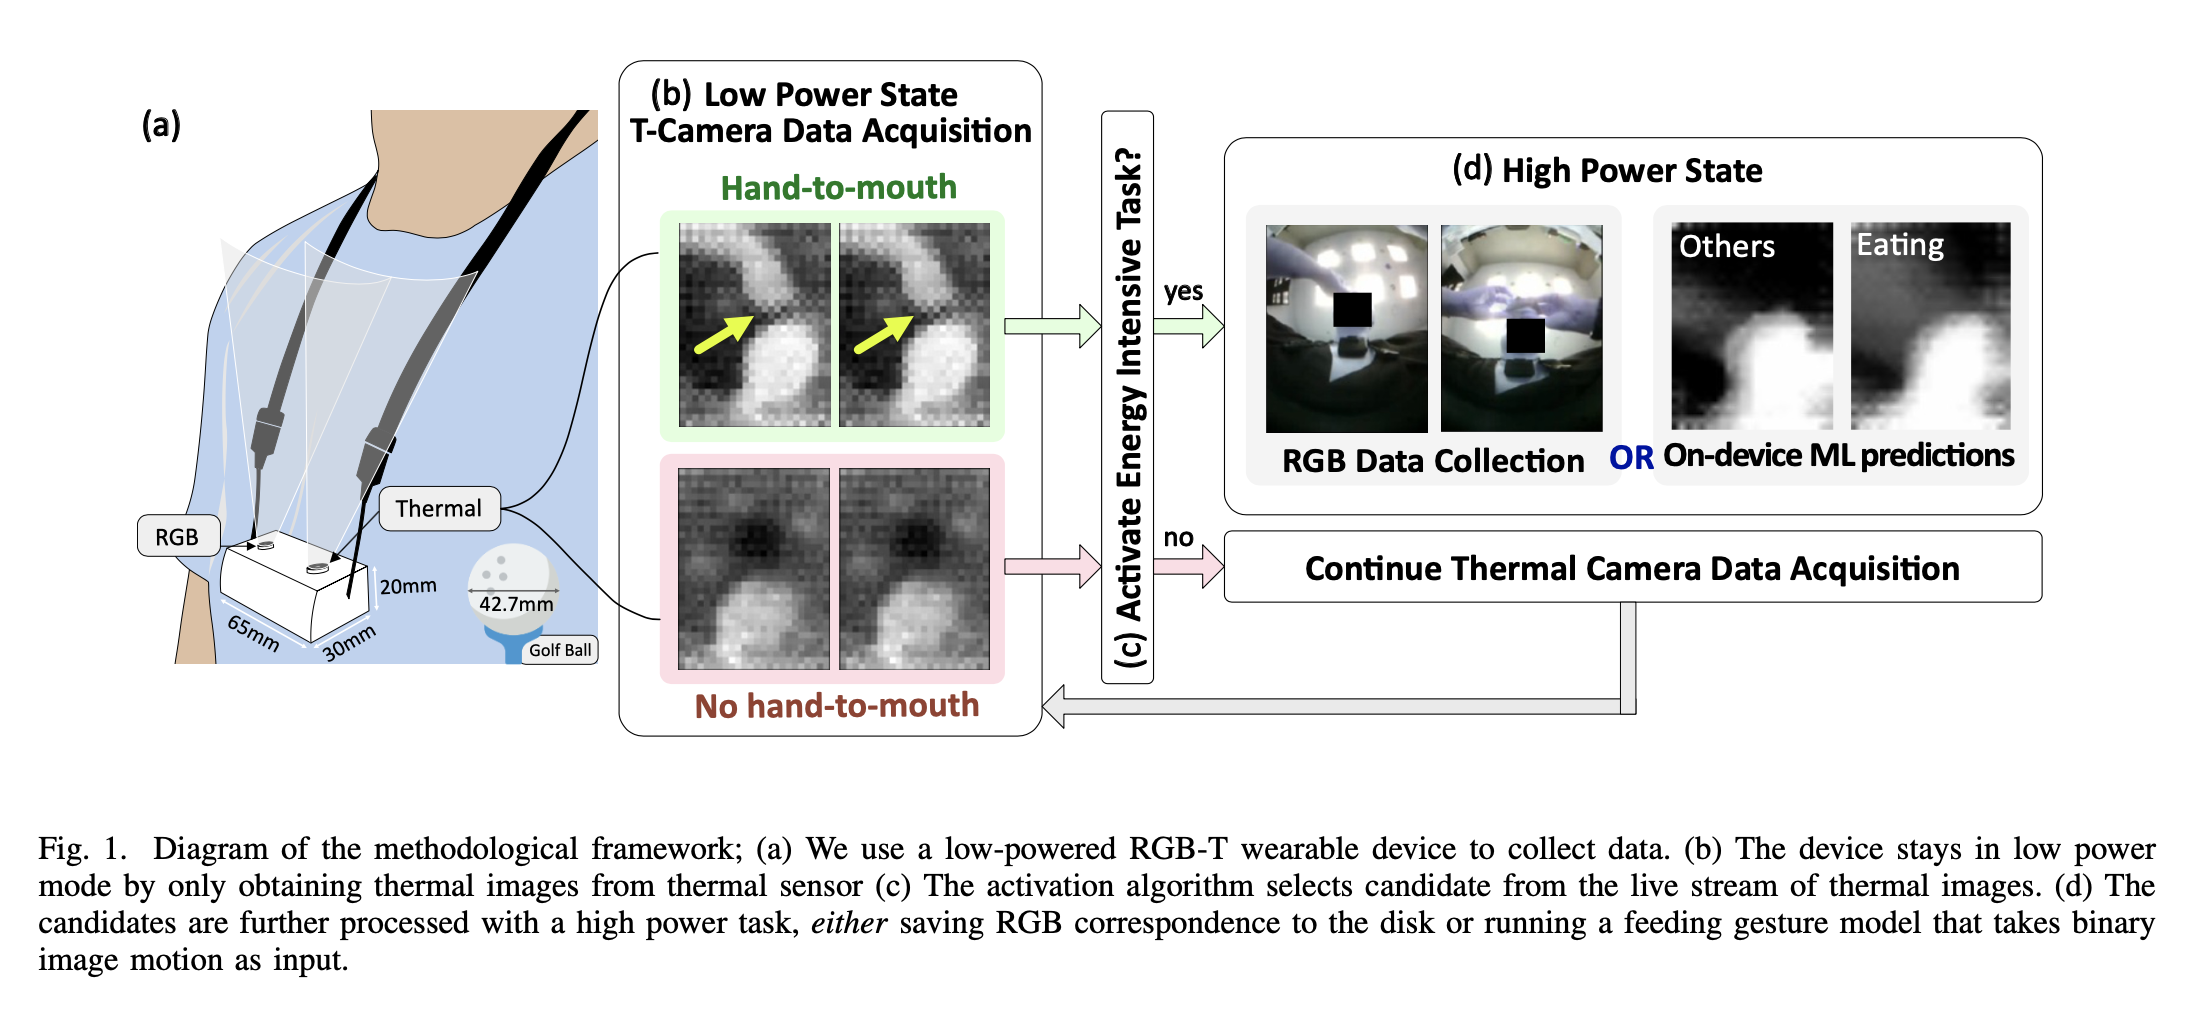 (a)
RGB
Thermal
20mm
65mm
30mm
42.7mm
Golf Ball
(b) Low Power State
T-Camera Data Acquisition
Hand-to-mouth
No hand-to-mouth
(c) Activate Energy Intensive Task?
yes
no
(d) High Power State
Others
Eating
RGB Data Collection
OR
On-device ML predictions
Continue Thermal Camera Data Acquisition
Fig. 1. Diagram of the methodological framework; (a) We use a low-powered RGB-T wearable device to collect data. (b) The device stays in low power
mode by only obtaining thermal images from thermal sensor (c) The activation algorithm selects candidate from the live stream of thermal images. (d) The
candidates are further processed with a high power task, either saving RGB correspondence to the disk or running a feeding gesture model that takes binary
image motion as input.